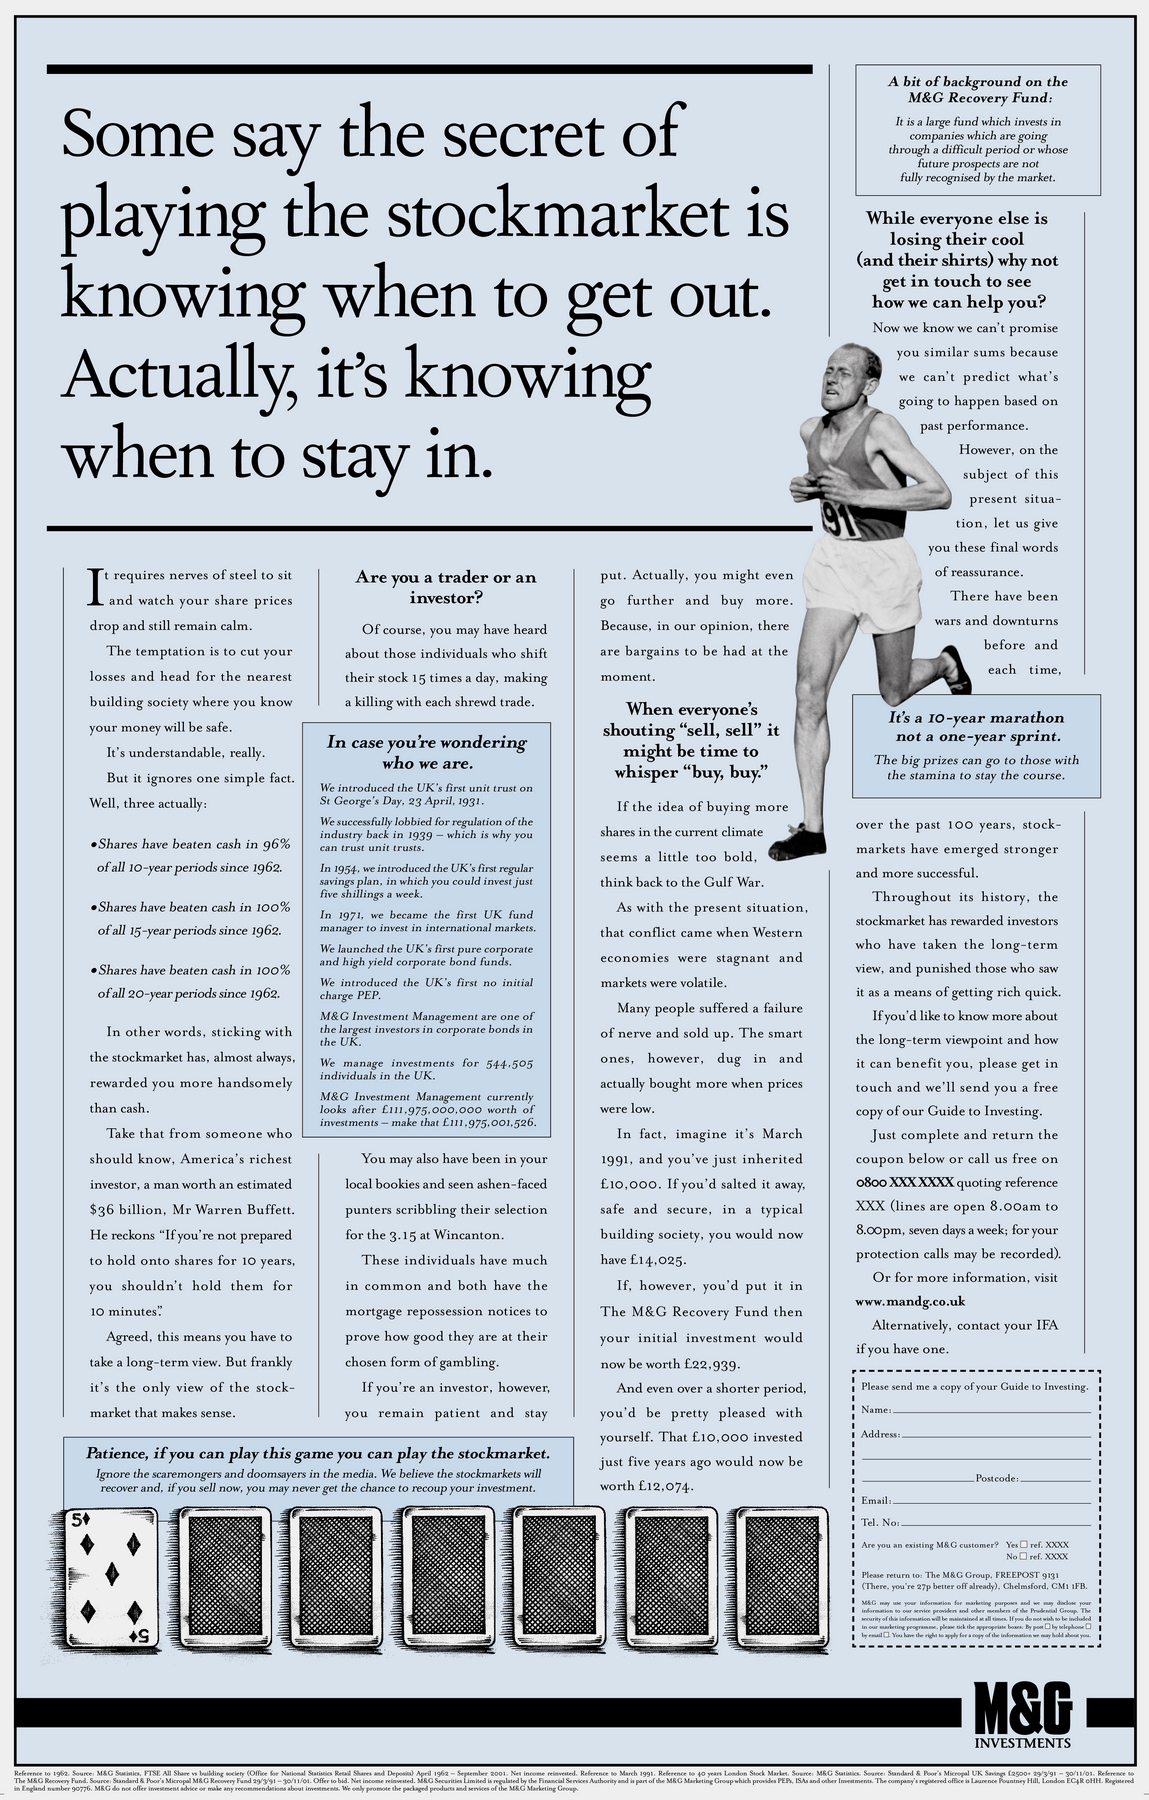 Some say the secret of
playing the stockmarket is
knowing when to get out.
Actually, it's knowing
when to stay in.
It requires nerves of steel to sit
and watch your share prices
drop and still remain calm.
The temptation is to cut your
losses and head for the nearest
building society where you know
your money will be safe.
It's understandable, really.
But it ignores one simple fact.
Well, three actually:
•Shares have beaten cash in 96%
of all 10-year periods since 1962.
•Shares have beaten cash in 100%
of all 15-year periods since 1962.
•Shares have beaten cash in 100%
of all 20-year periods since 1962.
In other words, sticking with
the stockmarket has, almost always,
rewarded you more handsomely
than cash.
Take that from someone who
should know, America's richest
investor, a man worth an estimated
$36 billion, Mr Warren Buffett.
He reckons “If you're not prepared
to hold onto shares for 10 years,
you shouldn't hold them for
10 minutes”.
Agreed, this means you have to
take a long-term view. But frankly
it's the only view of the stock-
market that makes sense.
Are you a trader or an
investor?
Of course, you may have heard
about those individuals who shift
their stock 15 times a day, making
a killing with each shrewd trade.
In case you're wondering
who we are.
We introduced the UK's first unit trust on
St George's Day, 23 April, 1931.
We successfully lobbied for regulation of the
industry back in 1939 – which is why you
can trust unit trusts.
In 1954, we introduced the UK's first regular
savings plan, in which you could invest just
five shillings a week.
In 1971, we became the first UK fund
manager to invest in international markets.
We launched the UK's first pure corporate
and high yield corporate bond funds.
We introduced the UK's first no initial
charge PEP.
M&G Investment Management are one of
the largest investors in corporate bonds in
the UK.
We manage investments for 544,505
individuals in the UK.
M&G Investment Management currently
looks after £111,975,000,000 worth of
investments – make that £111,975,001,526.
You may also have been in your
local bookies and seen ashen-faced
punters scribbling their selection
for the 3.15 at Wincanton.
These individuals have much
in common and both have the
mortgage repossession notices to
prove how good they are at their
chosen form of gambling.
If you're an investor, however,
you remain patient and stay
put. Actually, you might even
go further and buy more.
Because, in our opinion, there
are bargains to be had at the
moment.
When everyone's
shouting “sell, sell” it
might be time to
whisper “buy, buy.”
If the idea of buying more
shares in the current climate
seems a little too bold,
think back to the Gulf War.
As with the present situation,
that conflict came when Western
economies were stagnant and
markets were volatile.
Many people suffered a failure
of nerve and sold up. The smart
ones, however, dug in and
actually bought more when prices
were low.
In fact, imagine it's March
1991, and you've just inherited
£10,000. If you'd salted it away,
safe and secure, in a typical
building society, you would now
have £14,025.
If, however, you'd put it in
The M&G Recovery Fund then
your initial investment would
now be worth £22,939.
And even over a shorter period,
you'd be pretty pleased with
yourself. That £10,000 invested
just five years ago would now be
worth £12,074.
Patience, if you can play this game you can play the stockmarket.
Ignore the scaremongers and doomsayers in the media. We believe the stockmarkets will
recover and, if you sell now, you may never get the chance to recoup your investment.
5
5
A bit of background on the
M&G Recovery Fund:
It is a large fund which invests in
companies which are going
through a difficult period or whose
future prospects are not
fully recognised by the market.
While everyone else is
losing their cool
(and their shirts) why not
get in touch to see
how we can help you?
Now we know we can't promise
you similar sums because
we can't predict what's
going to happen based on
past performance.
However, on the
subject of this
present situa-
tion, let us give
you these final words
of reassurance.
There have been
wars and downturns
before and
each time,
91
It's a 10-year marathon
not a one-year sprint.
The big prizes can go to those with
the stamina to stay the course.
over the past 100 years, stock-
markets have emerged stronger
and more successful.
Throughout its history, the
stockmarket has rewarded investors
who have taken the long-term
view, and punished those who saw
it as a means of getting rich quick.
If you'd like to know more about
the long-term viewpoint and how
it can benefit you, please get in
touch and we'll send you a free
copy of our Guide to Investing.
Just complete and return the
coupon below or call us free on
0800 XXX XXXX quoting reference
XXX (lines are open 8.00am to
8.00pm, seven days a week; for your
protection calls may be recorded).
Or for more information, visit
www.mandg.co.uk
Alternatively, contact your IFA
if you have one.
Please send me a copy of your Guide to Investing.
Name:
Address:
Postcode:
Email:
Tel. No:
Are you an existing M&G customer? Yes ☐ ref. XXXX
No ☐ ref. XXXX
Please return to: The M&G Group, FREEPOST 9131
(There, you're 27p better off already), Chelmsford, CM1 1FB.
M&G may use your information for marketing purposes and we may disclose your
information to our service providers and other members of the Prudential Group. The
security of this information will be maintained at all times. If you do not wish to be included
in our marketing programme, please tick the appropriate boxes: By post ☐ by telephone ☐
by email ☐. You have the right to apply for a copy of the information we may hold about you.
M&G
INVESTMENTS
Reference to 1962. Source: M&G Statistics, FTSE All Share vs building society (Office for National Statistics Retail Shares and Deposits) April 1962 – September 2001. Net income reinvested. Reference to March 1991. Reference to 40 years London Stock Market. Source: M&G Statistics. Source: Standard & Poor's Micropal UK Savings £2500+ 29/3/91 – 30/11/01. Reference to
The M&G Recovery Fund. Source: Standard & Poor's Micropal M&G Recovery Fund 29/3/91 – 30/11/01. Offer to bid. Net income reinvested. M&G Securities Limited is regulated by the Financial Services Authority and is part of the M&G Marketing Group which provides PEPs, ISAs and other Investments. The company's registered office is Laurence Pountney Hill, London EC4R 0HH. Registered
in England number 90776. M&G do not offer investment advice or make any recommendations about investments. We only promote the packaged products and services of the M&G Marketing Group.